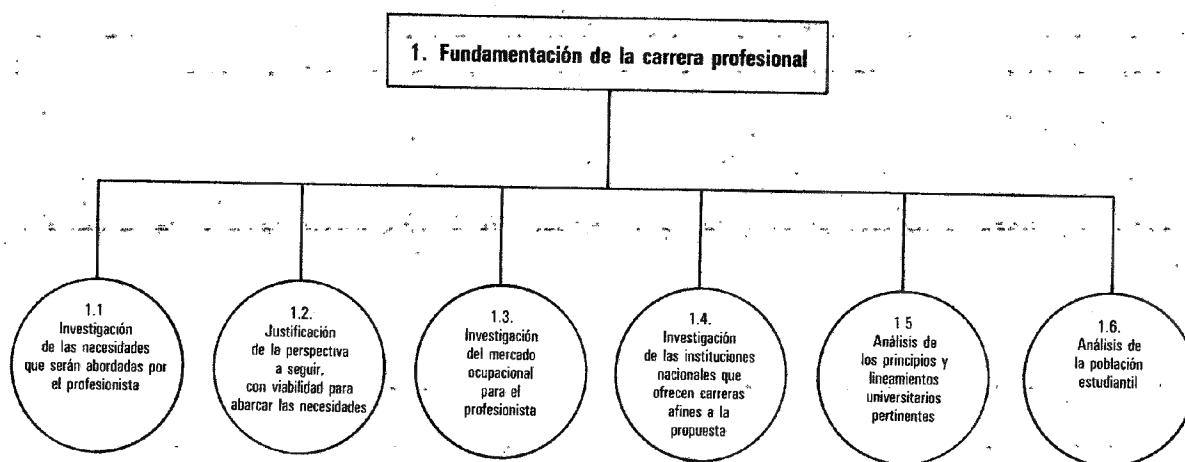 1. Fundamentación de la carrera profesional
1.1
Investigación
de las necesidades
que serán abordadas por
el profesionista
1.2.
Justificación
de la perspectiva
a seguir,
con viabilidad para
abarcar las necesidades
1.3.
Investigación
del mercado
ocupacional
para el
profesionista
1.4.
Investigación
de las instituciones
nacionales que
ofrecen carreras
afines a la
propuesta
1 5
Análisis de
los principios y
lineamientos
universitarios
pertinentes
1.6.
Análisis de
la población
estudiantil